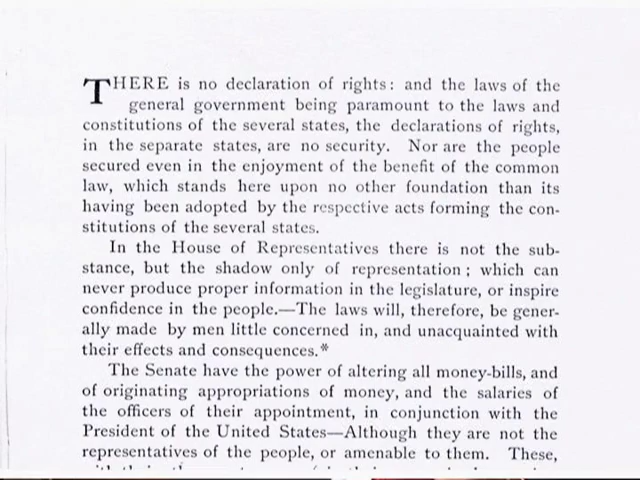 THERE is no declaration of rights: and the laws of the
general government being paramount to the laws and
constitutions of the several states, the declarations of rights,
in the separate states, are no security. Nor are the people
secured even in the enjoyment of the benefit of the common
law, which stands here upon no other foundation than its
having been adopted by the respective acts forming the con-
stitutions of the several states.
In the House of Representatives there is not the sub-
stance, but the shadow only of representation; which can
never produce proper information in the legislature, or inspire
confidence in the people.—The laws will, therefore, be gener-
ally made by men little concerned in, and unacquainted with
their effects and consequences.*
The Senate have the power of altering all money-bills, and
of originating appropriations of money, and the salaries of
the officers of their appointment, in conjunction with the
President of the United States—Although they are not the
representatives of the people, or amenable to them. These,